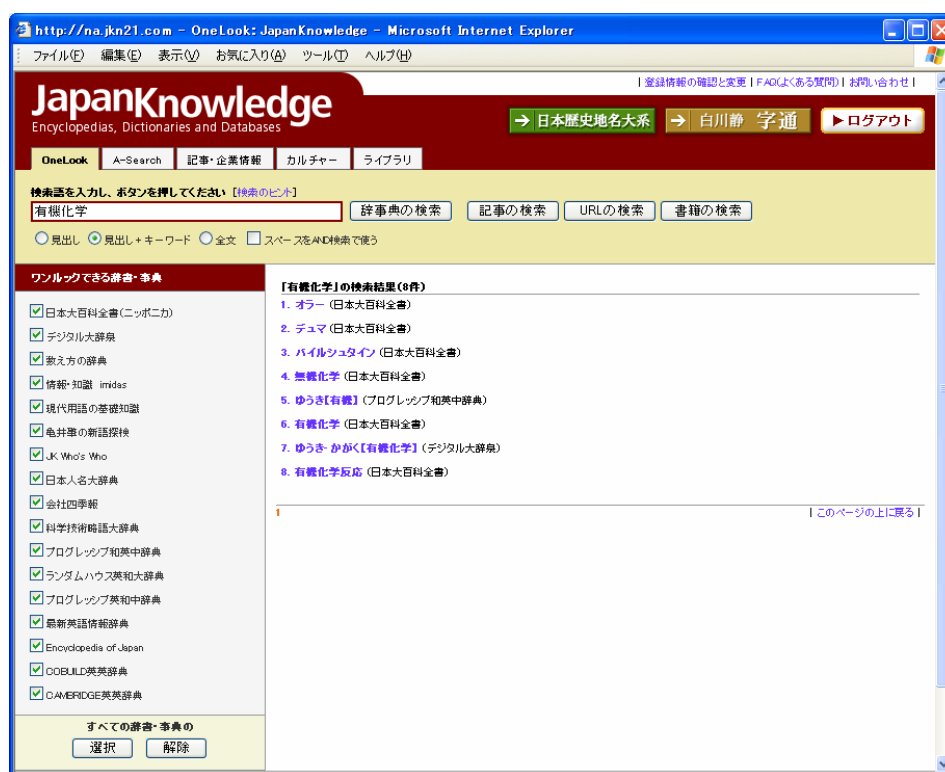 http://na.jkn21.com - OneLook: JapanKnowledge - Microsoft Internet Explorer
ファイル(F) 編集(E) 表示(V) お気に入り(A) ツール(T) ヘルプ(H)
| 登録情報の確認と変更 | FAQ(よくある質問) | お問い合わせ |
JapanKnowledge
Encyclopedias, Dictionaries and Databases
→ 日本歴史地名大系 → 白川静 字通 ▶ログアウト
OneLook A-Search 記事・企業情報 カルチャー ライブラリ
検索語を入力し、ボタンを押してください [検索のヒント]
有機化学 辞事典の検索 記事の検索 URLの検索 書籍の検索
見出し 見出し+キーワード 全文 スペースをAND検索で使う
ワンルックできる辞書・事典
日本大百科全書(ニッポニカ)
デジタル大辞泉
数え方の辞典
情報・知識 imidas
現代用語の基礎知識
亀井肇の新語探検
JK Who's Who
日本人名大辞典
会社四季報
科学技術略語大辞典
プログレッシブ和英中辞典
ランダムハウス英和大辞典
プログレッシブ英和中辞典
最新英語情報辞典
Encyclopedia of Japan
COBUILD英英辞典
CAMBRIDGE英英辞典
すべての辞書・事典の
選択 解除
「有機化学」の検索結果(8件)
1. オラー (日本大百科全書)
2. デュマ (日本大百科全書)
3. バイルシュタイン (日本大百科全書)
4. 無機化学 (日本大百科全書)
5. ゆうき【有機】 (プログレッシブ和英中辞典)
6. 有機化学 (日本大百科全書)
7. ゆうき‐かがく【有機化学】 (デジタル大辞泉)
8. 有機化学反応 (日本大百科全書)
1 | このページの上に戻る |